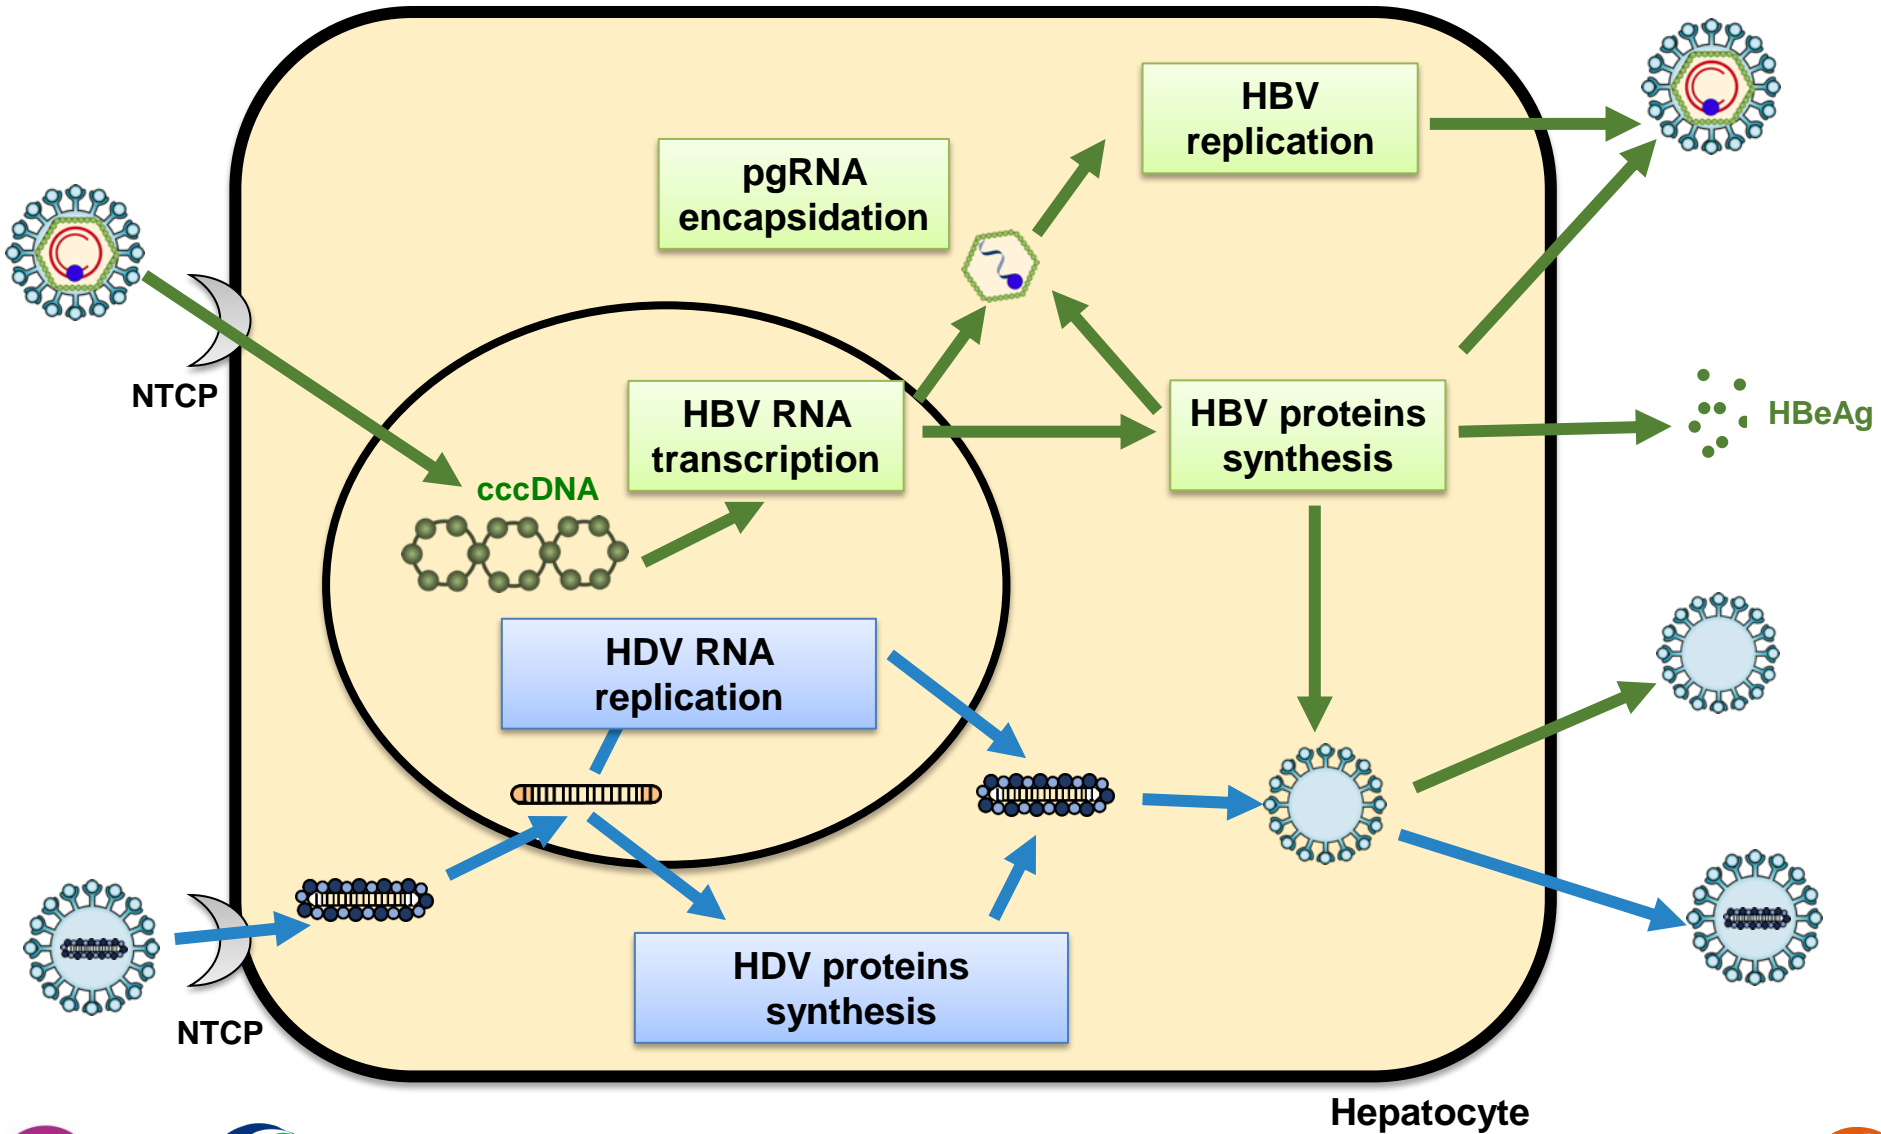 HBV
replication
pgRNA
encapsidation
NTCP
HBV RNA
transcription
HBV proteins
synthesis
HBeAg
cccDNA
HDV RNA
replication
HDV proteins
synthesis
NTCP
Hepatocyte